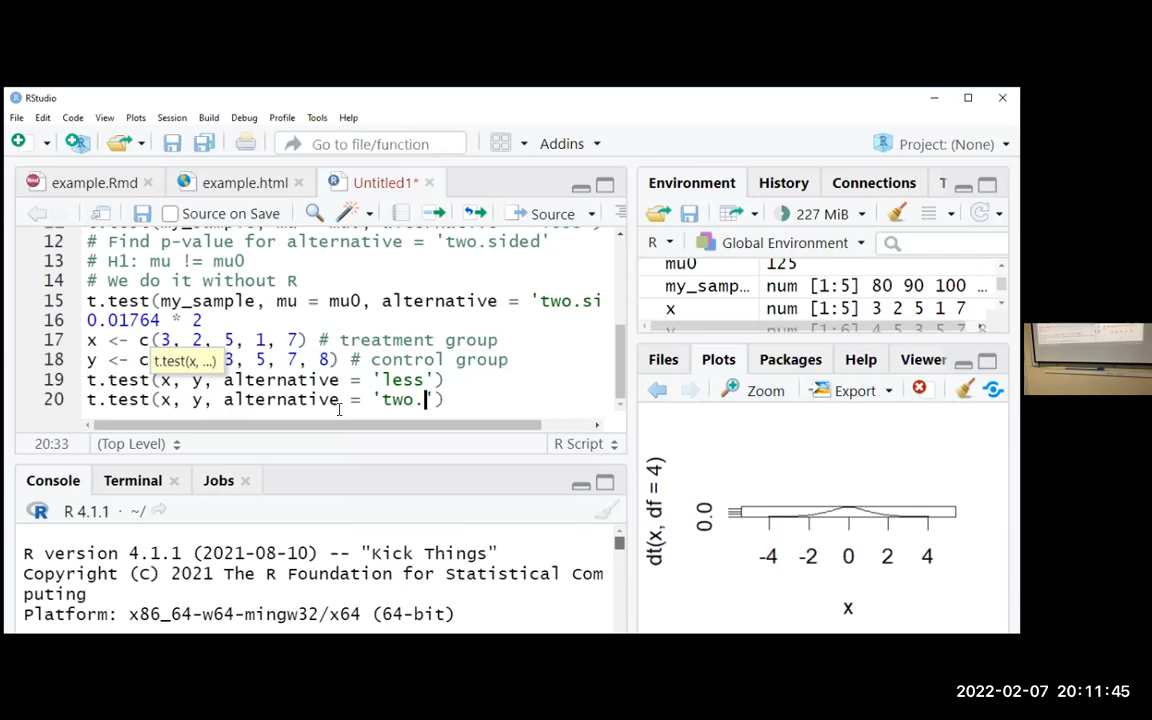 RStudio
File Edit Code View Plots Session Build Debug Profile Tools Help
Go to file/function Addins Project: (None)
example.Rmd example.html Untitled1*
Source on Save Source
12 # Find p-value for alternative = 'two.sided'
13 # H1: mu != mu0
14 # We do it without R
15 t.test(my_sample, mu = mu0, alternative = 'two.si
16 0.01764 * 2
17 x <- c(3, 2, 5, 1, 7) # treatment group
18 y <- c 3, 5, 7, 8) # control group
t.test(x, ...)
19 t.test(x, y, alternative = 'less')
20 t.test(x, y, alternative = 'two.')
20:33 (Top Level) R Script
Console Terminal Jobs
R 4.1.1 · ~/
R version 4.1.1 (2021-08-10) -- "Kick Things"
Copyright (C) 2021 The R Foundation for Statistical Com
puting
Platform: x86_64-w64-mingw32/x64 (64-bit)
Environment History Connections T
227 MiB
R Global Environment
mu0 125
my_samp... num [1:5] 80 90 100 ...
x num [1:5] 3 2 5 1 7
Files Plots Packages Help Viewer
Zoom Export
dt(x, df = 4)
0.0
-4 -2 0 2 4
x
2022-02-07 20:11:45